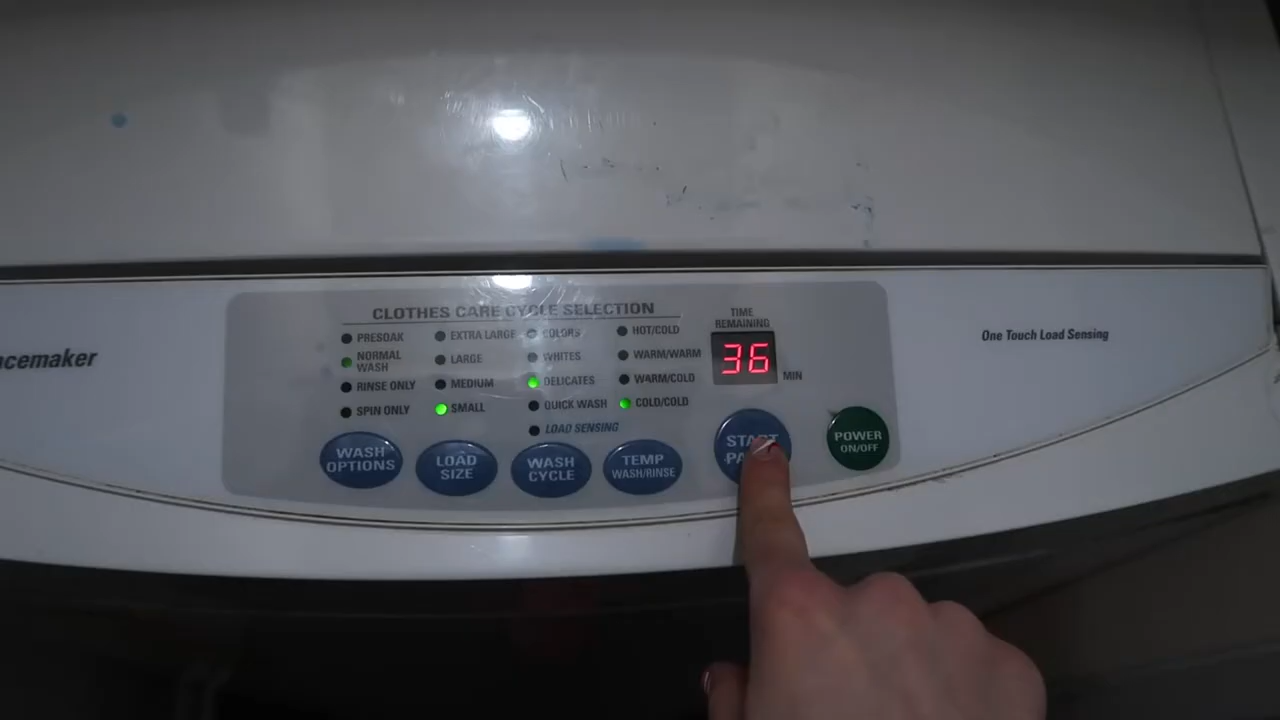 acemaker
CLOTHES CARE CYCLE SELECTION
PRESOAK
NORMAL
WASH
RINSE ONLY
SPIN ONLY
EXTRA LARGE
LARGE
MEDIUM
SMALL
COLORS
WHITES
DELICATES
QUICK WASH
LOAD SENSING
HOT/COLD
WARM/WARM
WARM/COLD
COLD/COLD
TIME
REMAINING
36
MIN
WASH
OPTIONS
LOAD
SIZE
WASH
CYCLE
TEMP
WASH/RINSE
START
POWER
ON/OFF
One Touch Load Sensing